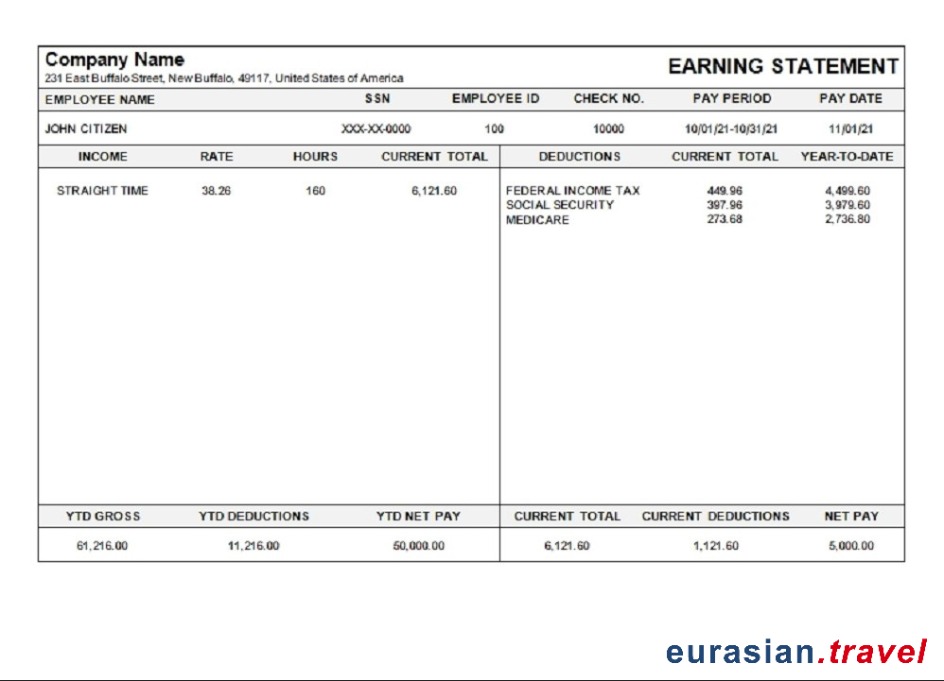 Company Name
231 East Buffalo Street, New Buffalo, 49117, United States of America
EARNING STATEMENT
EMPLOYEE NAME SSN EMPLOYEE ID CHECK NO. PAY PERIOD PAY DATE
JOHN CITIZEN XXX-XX-0000 100 10000 10/01/21-10/31/21 11/01/21
INCOME RATE HOURS CURRENT TOTAL DEDUCTIONS CURRENT TOTAL YEAR-TO-DATE
STRAIGHT TIME 38.26 160 6,121.60 FEDERAL INCOME TAX 449.96 4,499.60
SOCIAL SECURITY 397.96 3,979.60
MEDICARE 273.68 2,736.80
YTD GROSS YTD DEDUCTIONS YTD NET PAY CURRENT TOTAL CURRENT DEDUCTIONS NET PAY
61,216.00 11,216.00 50,000.00 6,121.60 1,121.60 5,000.00
eurasian.travel